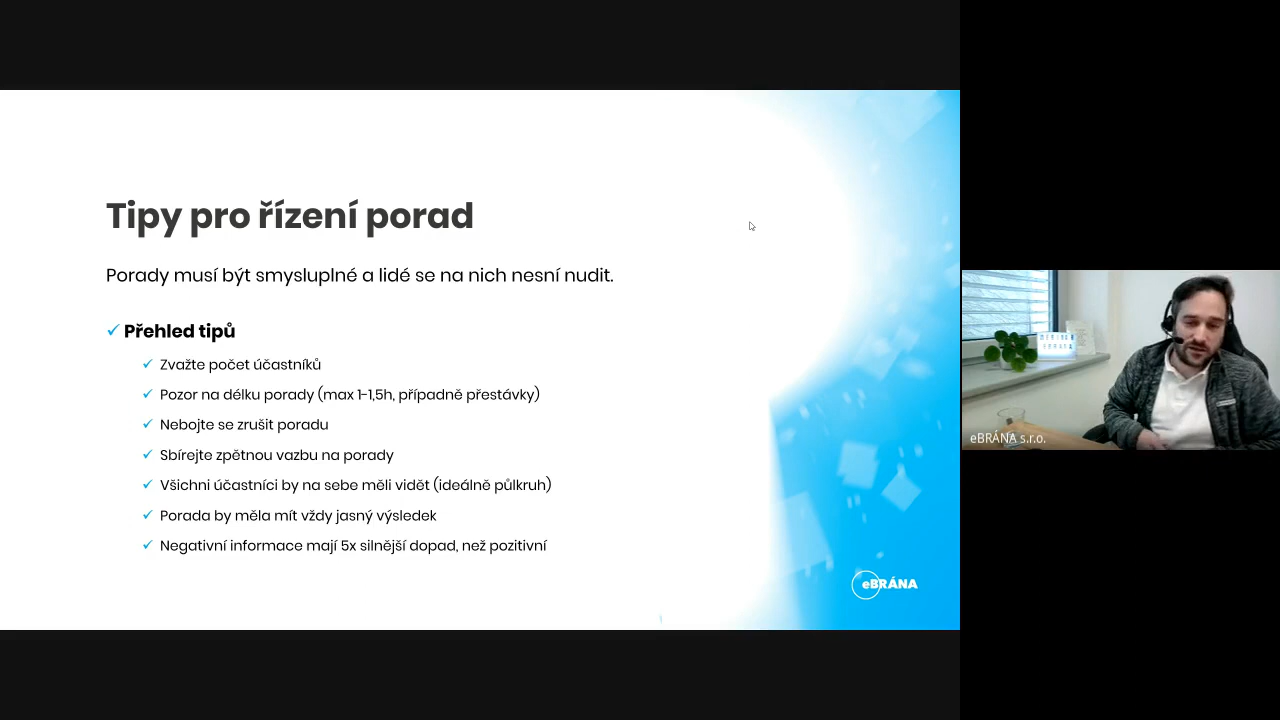 Tipy pro řízení porad
Porady musí být smysluplné a lidé se na nich nesní nudit.
Přehled tipů
Zvažte počet účastníků
Pozor na délku porady (max 1-1,5h, případně přestávky)
Nebojte se zrušit poradu
Sbírejte zpětnou vazbu na porady
Všichni účastníci by na sebe měli vidět (ideálně půlkruh)
Porada by měla mít vždy jasný výsledek
Negativní informace mají 5x silnější dopad, než pozitivní
eBRÁNA
eBRÁNA s.r.o.